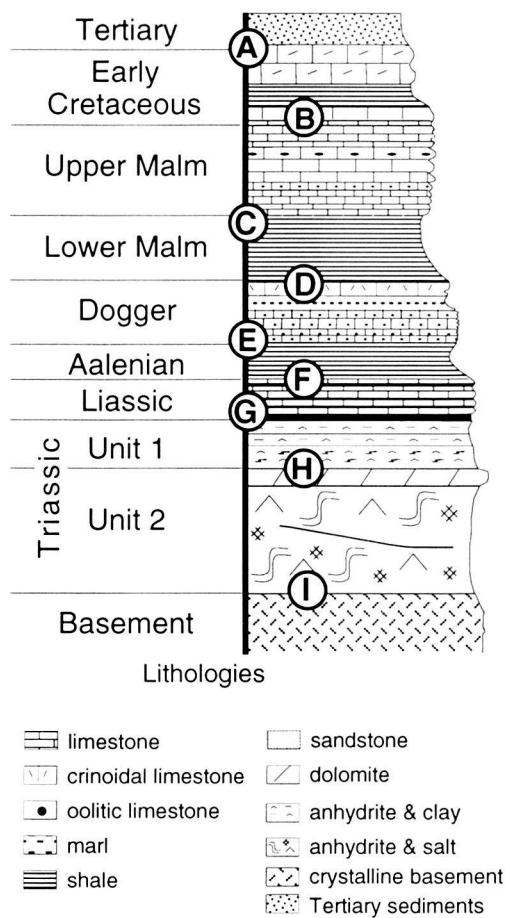 Tertiary
A
Early
Cretaceous
B
Upper Malm
C
Lower Malm
D
Dogger
E
Aalenian
F
Liassic
G
Triassic
Unit 1
H
Unit 2
I
Basement
Lithologies
limestone
crinoidal limestone
oolitic limestone
marl
shale
sandstone
dolomite
anhydrite & clay
anhydrite & salt
crystalline basement
Tertiary sediments